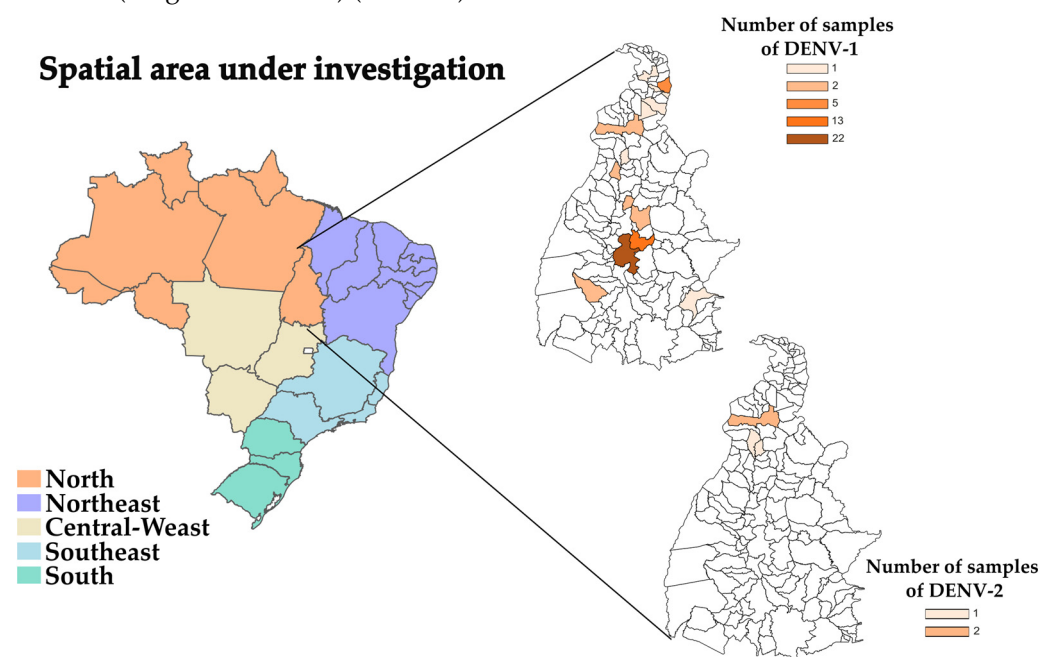 Spatial area under investigation
Number of samples
of DENV-1
1
2
5
13
22
North
Northeast
Central-Weast
Southeast
South
Number of samples
of DENV-2
1
2